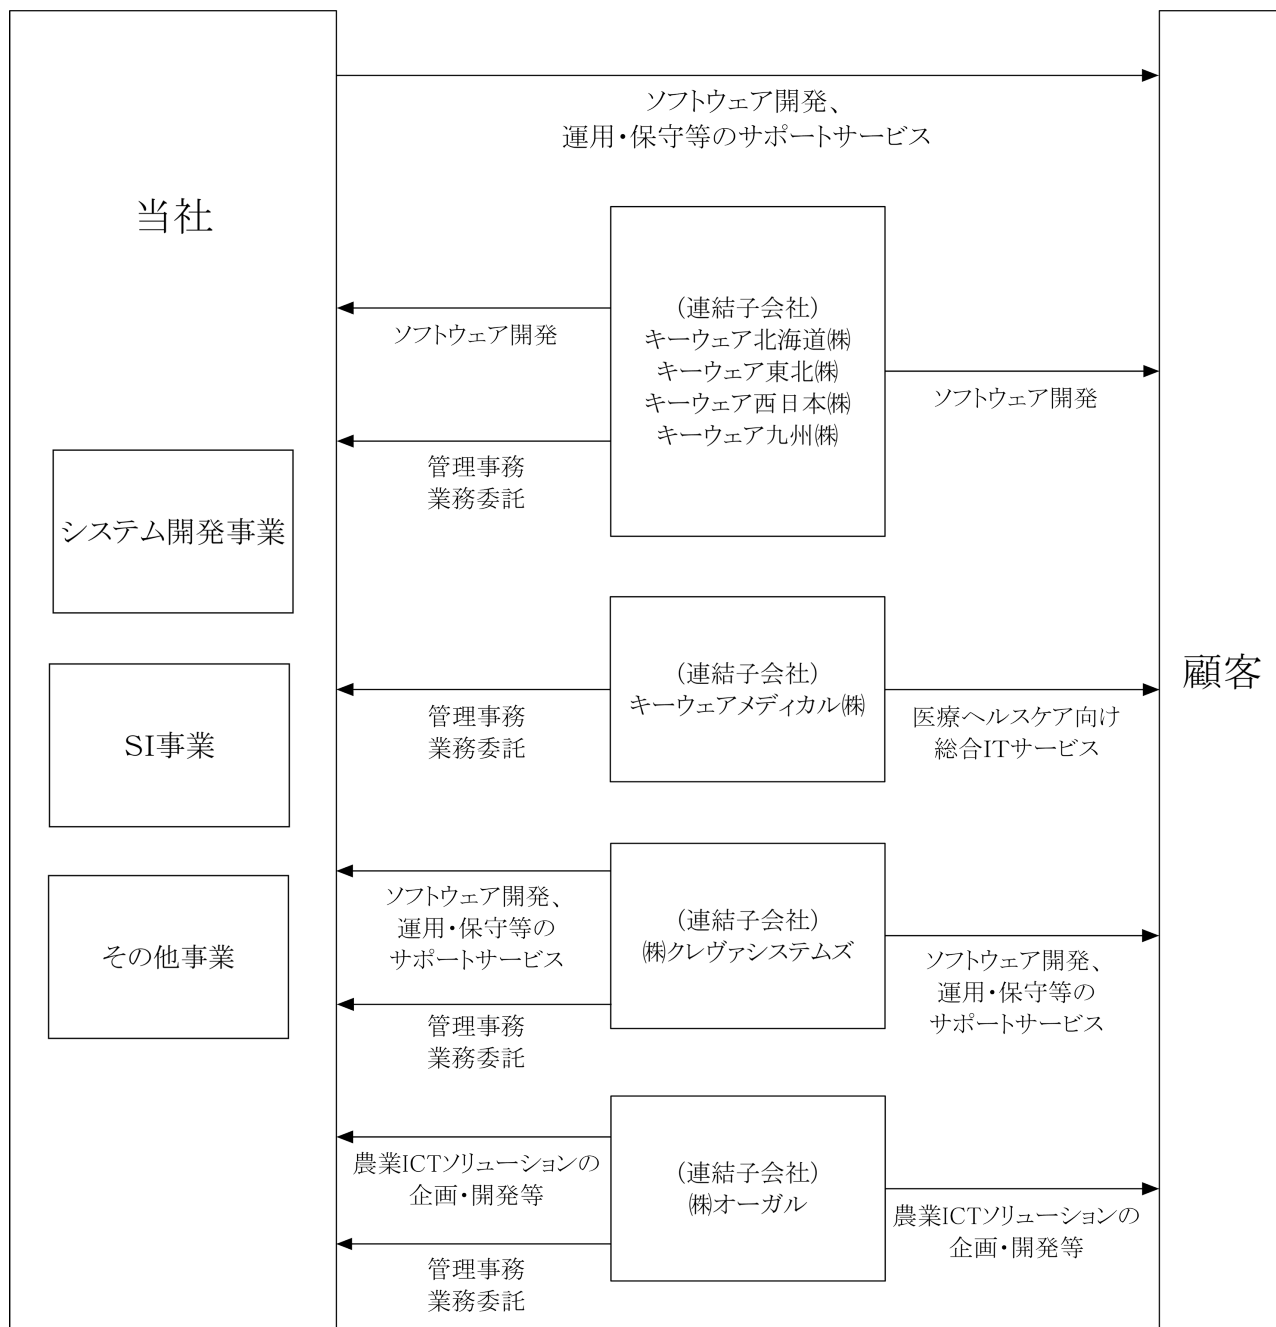 ソフトウェア開発、
運用・保守等のサポートサービス
当社
(連結子会社)
キーウェア北海道㈱
キーウェア東北㈱
キーウェア西日本㈱
キーウェア九州㈱
ソフトウェア開発
ソフトウェア開発
管理事務
業務委託
システム開発事業
(連結子会社)
キーウェアメディカル㈱
管理事務
業務委託
医療ヘルスケア向け
総合ITサービス
顧客
SI事業
(連結子会社)
㈱クレヴァシステムズ
ソフトウェア開発、
運用・保守等の
サポートサービス
管理事務
業務委託
ソフトウェア開発、
運用・保守等の
サポートサービス
その他事業
(連結子会社)
㈱オーガル
農業ICTソリューションの
企画・開発等
管理事務
業務委託
農業ICTソリューションの
企画・開発等